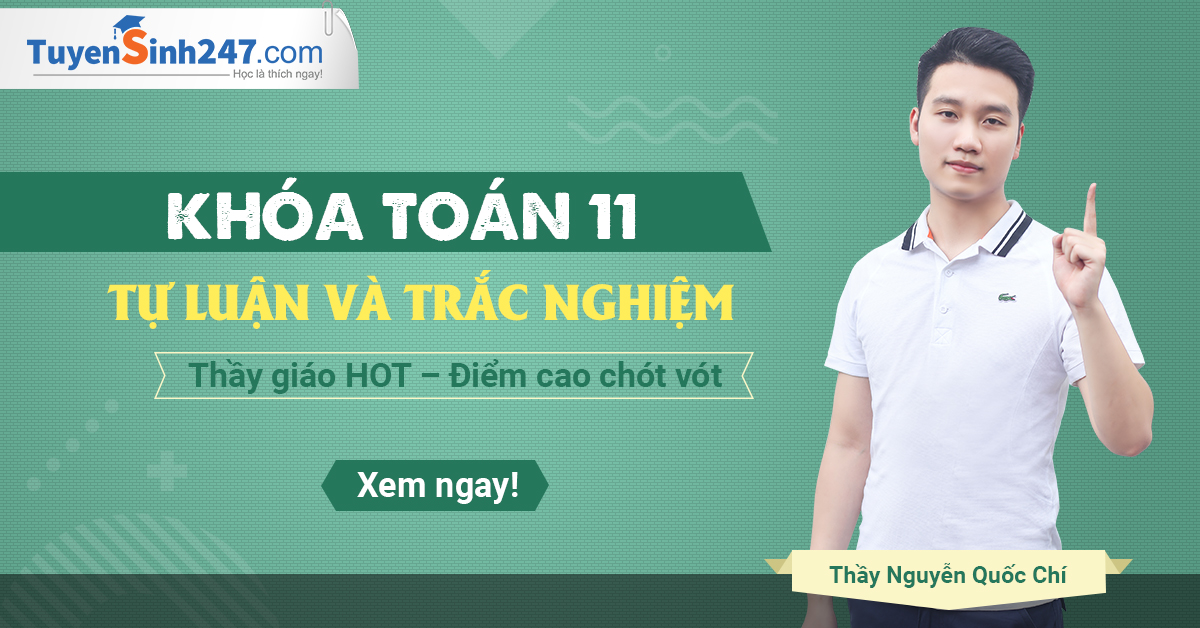 TuyenSinh247.com
Học là thích ngay!
KHÓA TOÁN 11
TỰ LUẬN VÀ TRẮC NGHIỆM
Thầy giáo HOT – Điểm cao chót vót
Xem ngay!
Thầy Nguyễn Quốc Chí